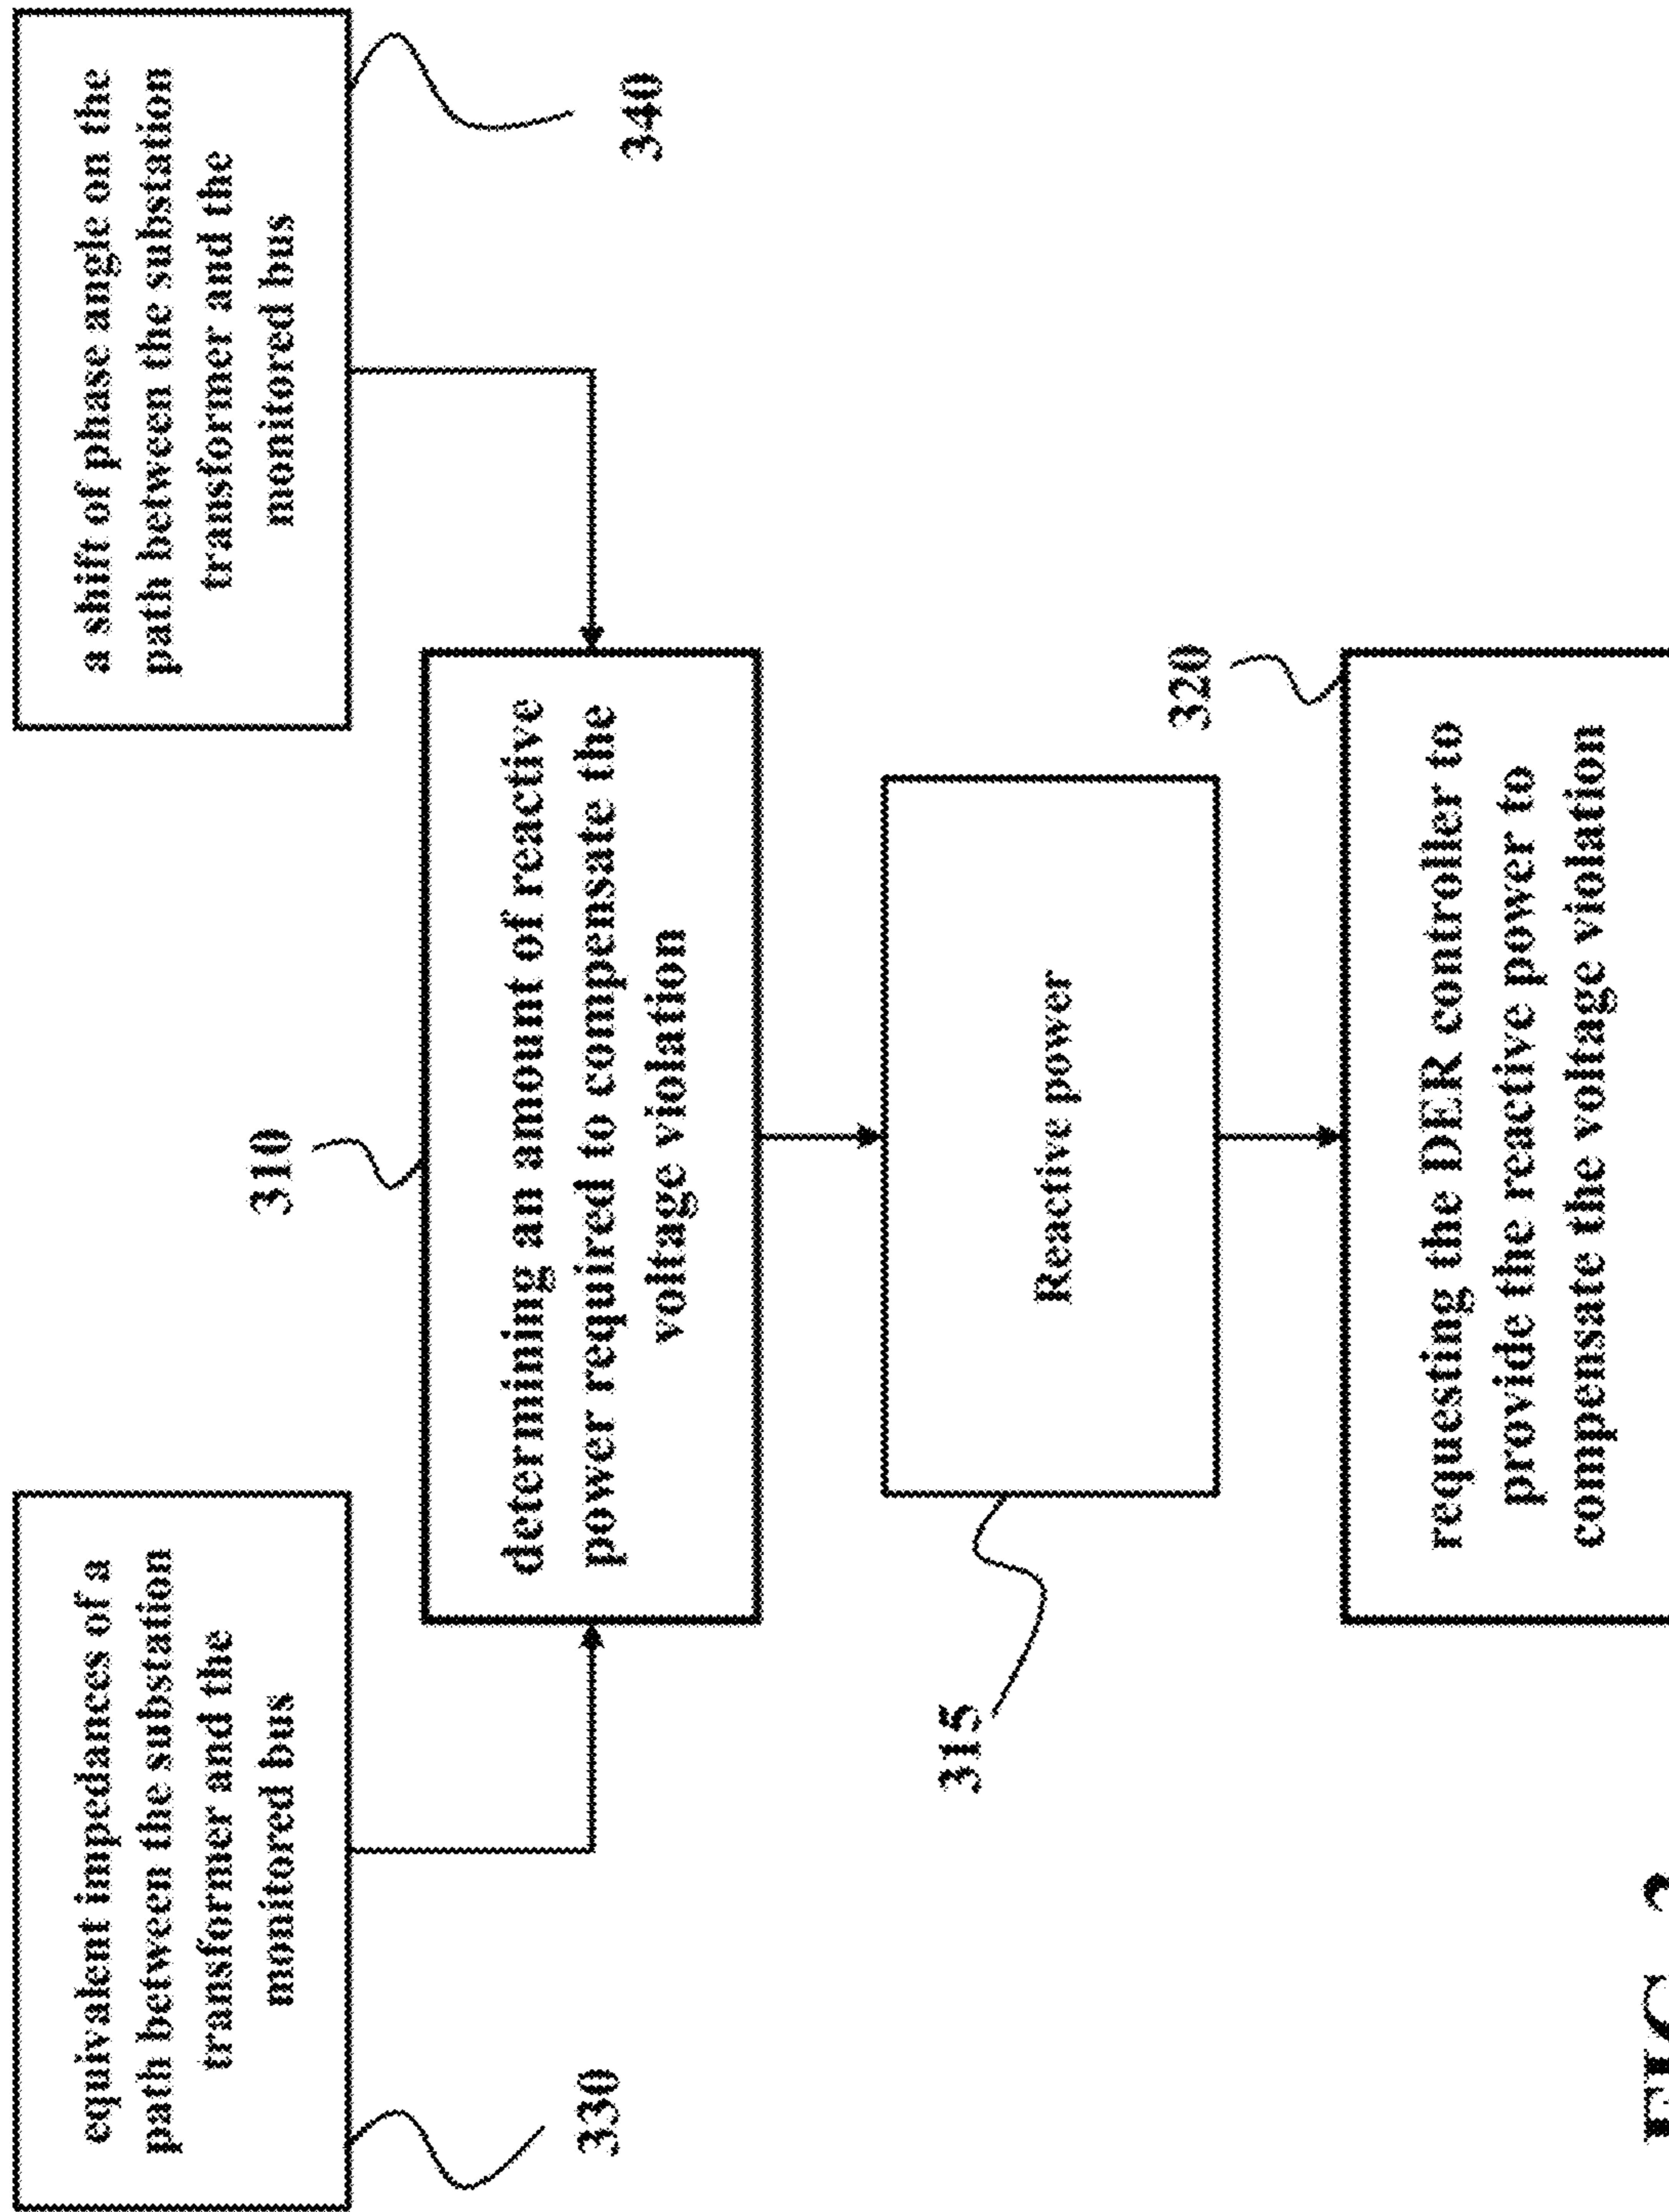 equivalent impedances of a
path between the substation
transformer and the
monitored bus
330
a shift of phase angle on the
path between the substation
transformer and the
monitored bus
340
310
determining an amount of reactive
power required to compensate the
voltage violation
315
Reactive power
320
requesting the DER controller to
provide the reactive power to
compensate the voltage violation
FIG.